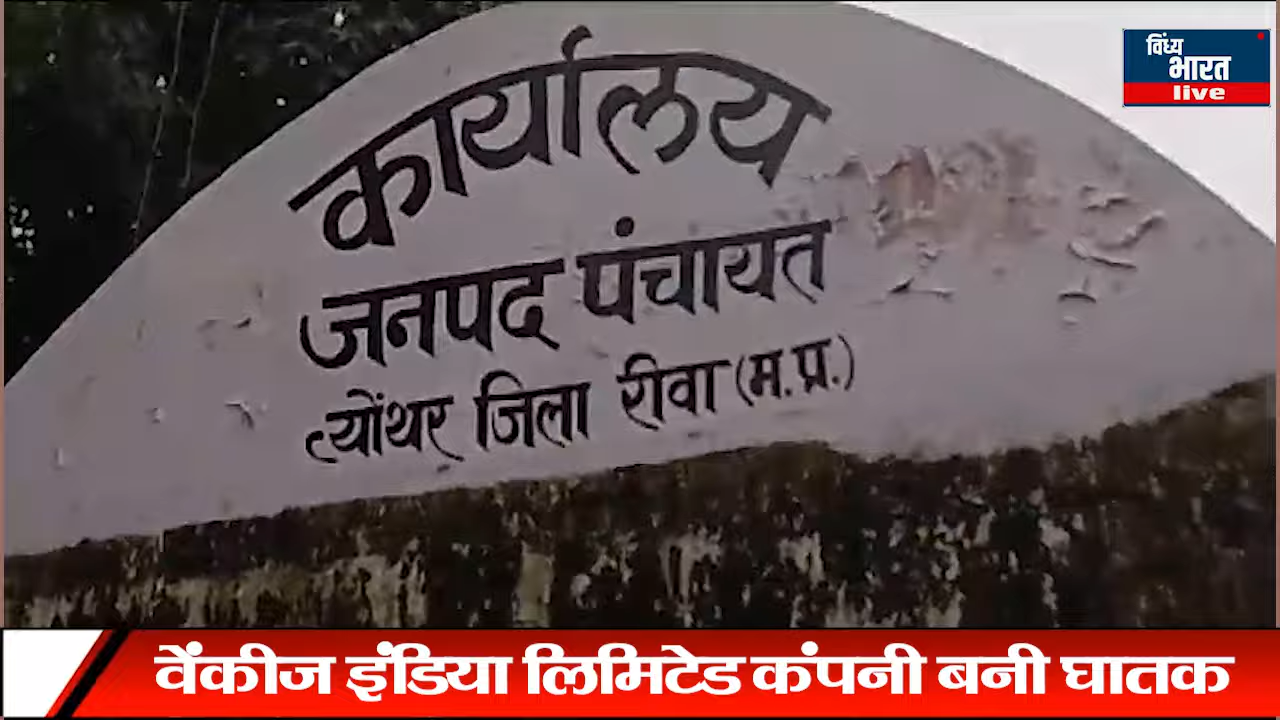 विंध्य
भारत
live
कार्यालय
जनपद पंचायत
त्योंथर जिला रीवा (म.प्र.)
वेंकीज इंडिया लिमिटेड कंपनी बनी घातक